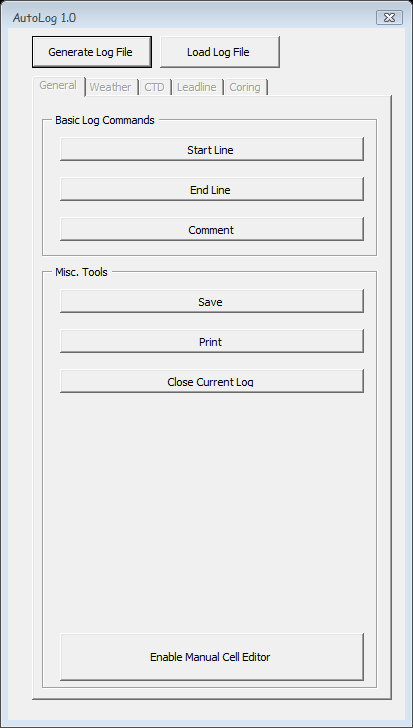 AutoLog 1.0
Generate Log File
Load Log File
General
Weather
CTD
Leadline
Coring
Basic Log Commands
Start Line
End Line
Comment
Misc. Tools
Save
Print
Close Current Log
Enable Manual Cell Editor